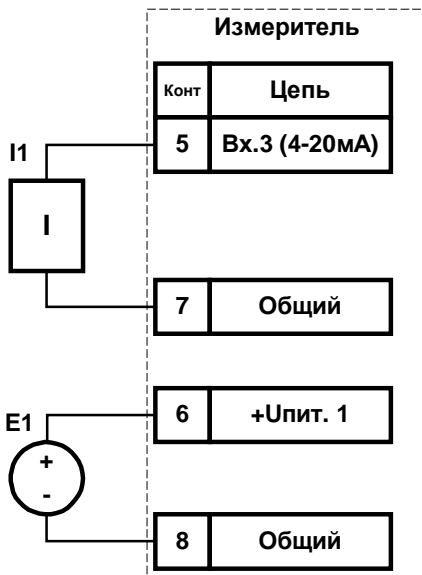 Измеритель
Конт Цепь
I1
5 Вх.3 (4-20мА)
I
7 Общий
E1
6 +Uпит. 1
+
-
8 Общий